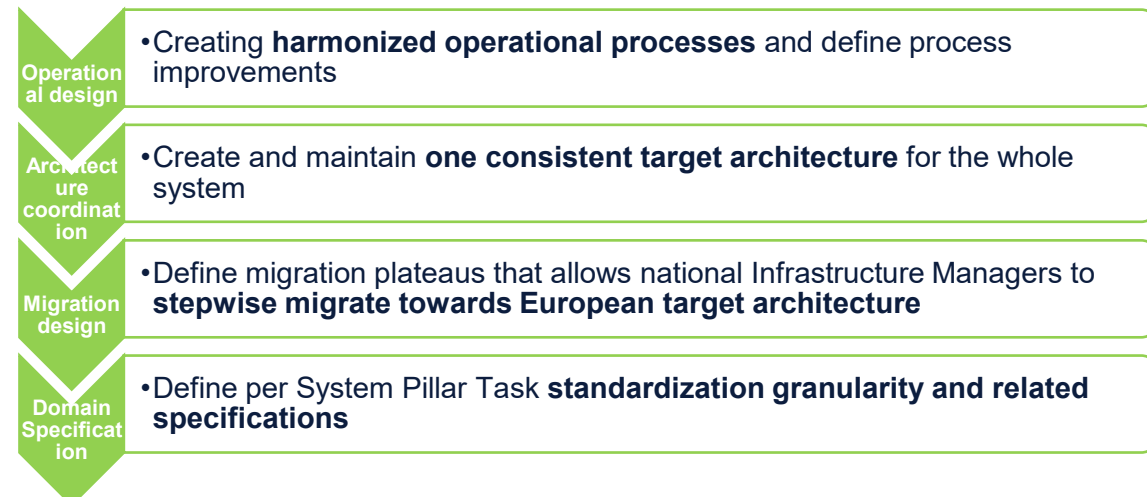 Operation
al design
•Creating harmonized operational processes and define process
improvements
Architect
ure
coordinat
ion
•Create and maintain one consistent target architecture for the whole
system
Migration
design
•Define migration plateaus that allows national Infrastructure Managers to
stepwise migrate towards European target architecture
Domain
Specificat
ion
•Define per System Pillar Task standardization granularity and related
specifications